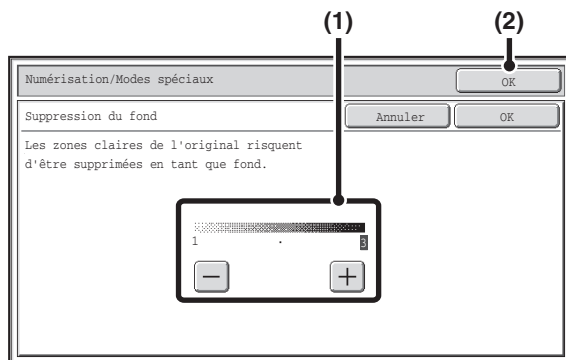 (1) (2)
Numérisation/Modes spéciaux OK
Suppression du fond Annuler OK
Les zones claires de l'original risquent
d'être supprimées en tant que fond.
1 · 3
− +